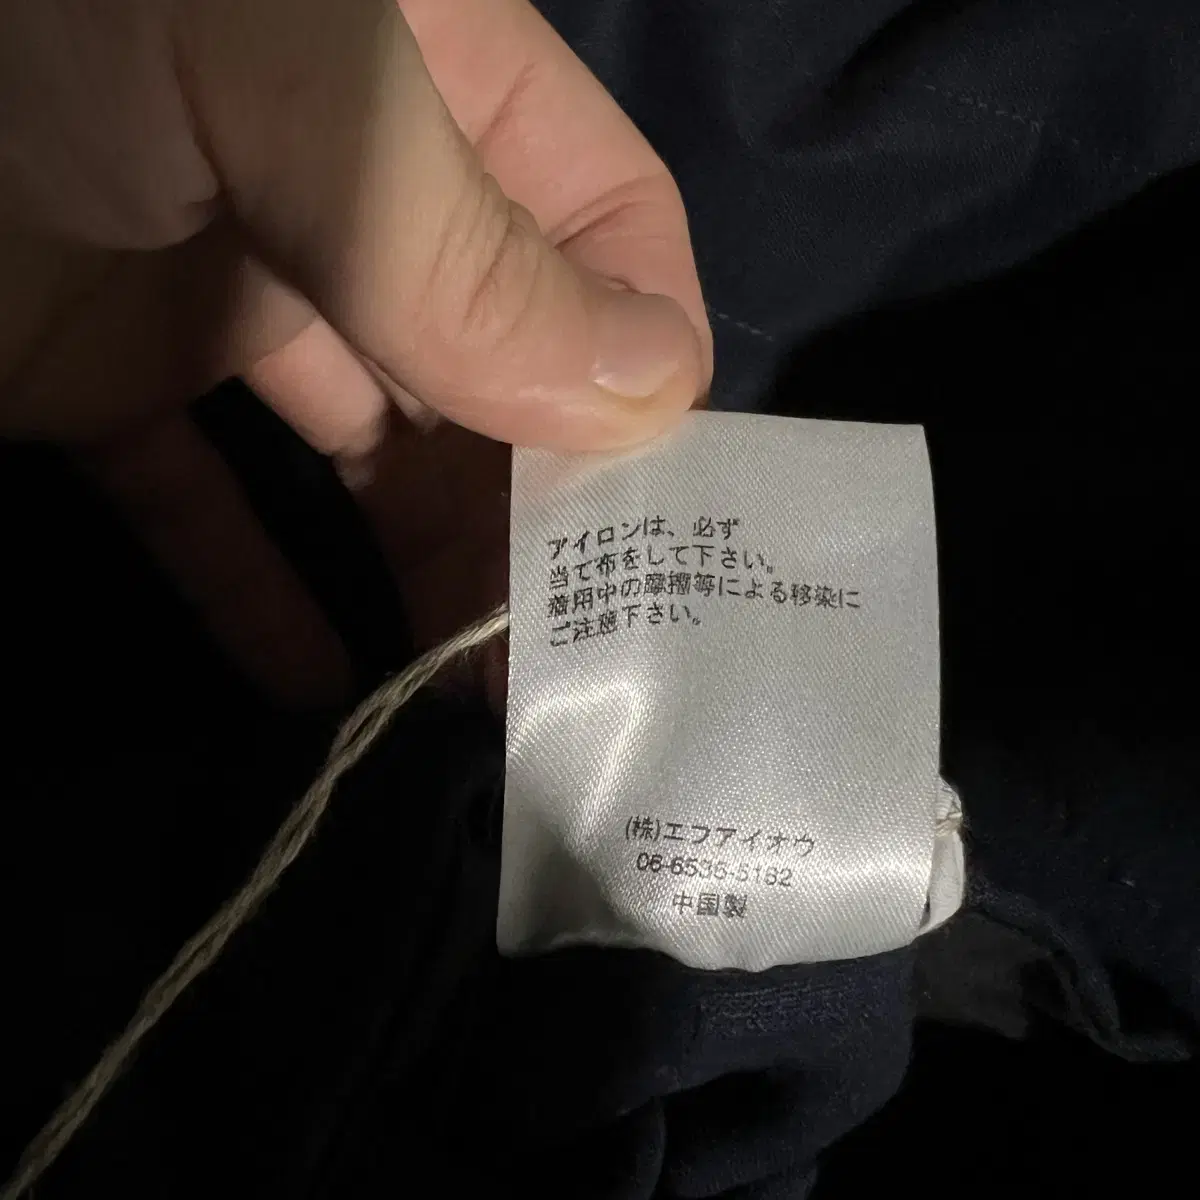 アイロンは、必ず
当て布をして下さい。
着用中の摩擦等による移染に
ご注意下さい。
(株)エフアイオウ
06-6536-5162
中国製